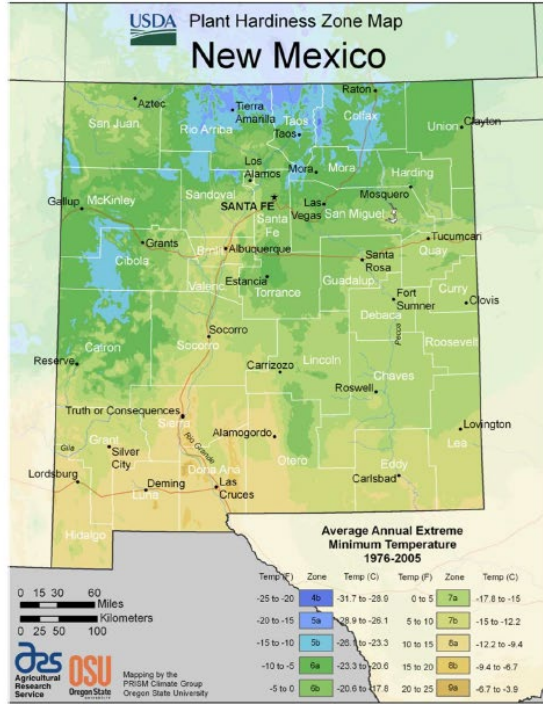 USDA Plant Hardiness Zone Map
New Mexico
Raton
Aztec
Tierra
Amarilla
Taos
Colfax
San Juan
Rio Arriba
Taos
Union
Clayton
Los
Alamos
Mora
Mora
Harding
Sandoval
Mosquero
McKinley
SANTA FE
Gallup
Santa
Fe
Las
Vegas
San Miguel
Grants
Albuquerque
Tucumcari
Cibola
Santa
Rosa
Quay
Estancia
Guadalup
Valenc
Torrance
Fort
Sumner
Curry
Clovis
Debaca
Socorro
Roosevelt
Catron
Socorro
Pecos
Reserve
Carrizozo
Lincoln
Chaves
Roswell
Truth or Consequences
Sierra
Lovington
Gila
Grant
Rio Grande
Alamogordo
Lea
Silver
City
Otero
Eddy
Lordsburg
Dona Ana
Carlsbad
Deming
Las
Cruces
Luna
Hidalgo
Average Annual Extreme
Minimum Temperature
1976-2005
Temp (F) Zone Temp (C) Temp (F) Zone Temp (C)
-25 to -20 4b -31.7 to -28.9 0 to 5 7a -17.8 to -15
-20 to -15 5a -28.9 to -26.1 5 to 10 7b -15 to -12.2
-15 to -10 5b -26.1 to -23.3 10 to 15 8a -12.2 to -9.4
-10 to -5 6a -23.3 to -20.6 15 to 20 8b -9.4 to -6.7
-5 to 0 6b -20.6 to -17.8 20 to 25 9a -6.7 to -3.9
0 15 30 60
Miles
Kilometers
0 25 50 100
ars
Agricultural
Research
Service
OSU
Oregon State
Mapping by the
PRISM Climate Group
Oregon State University